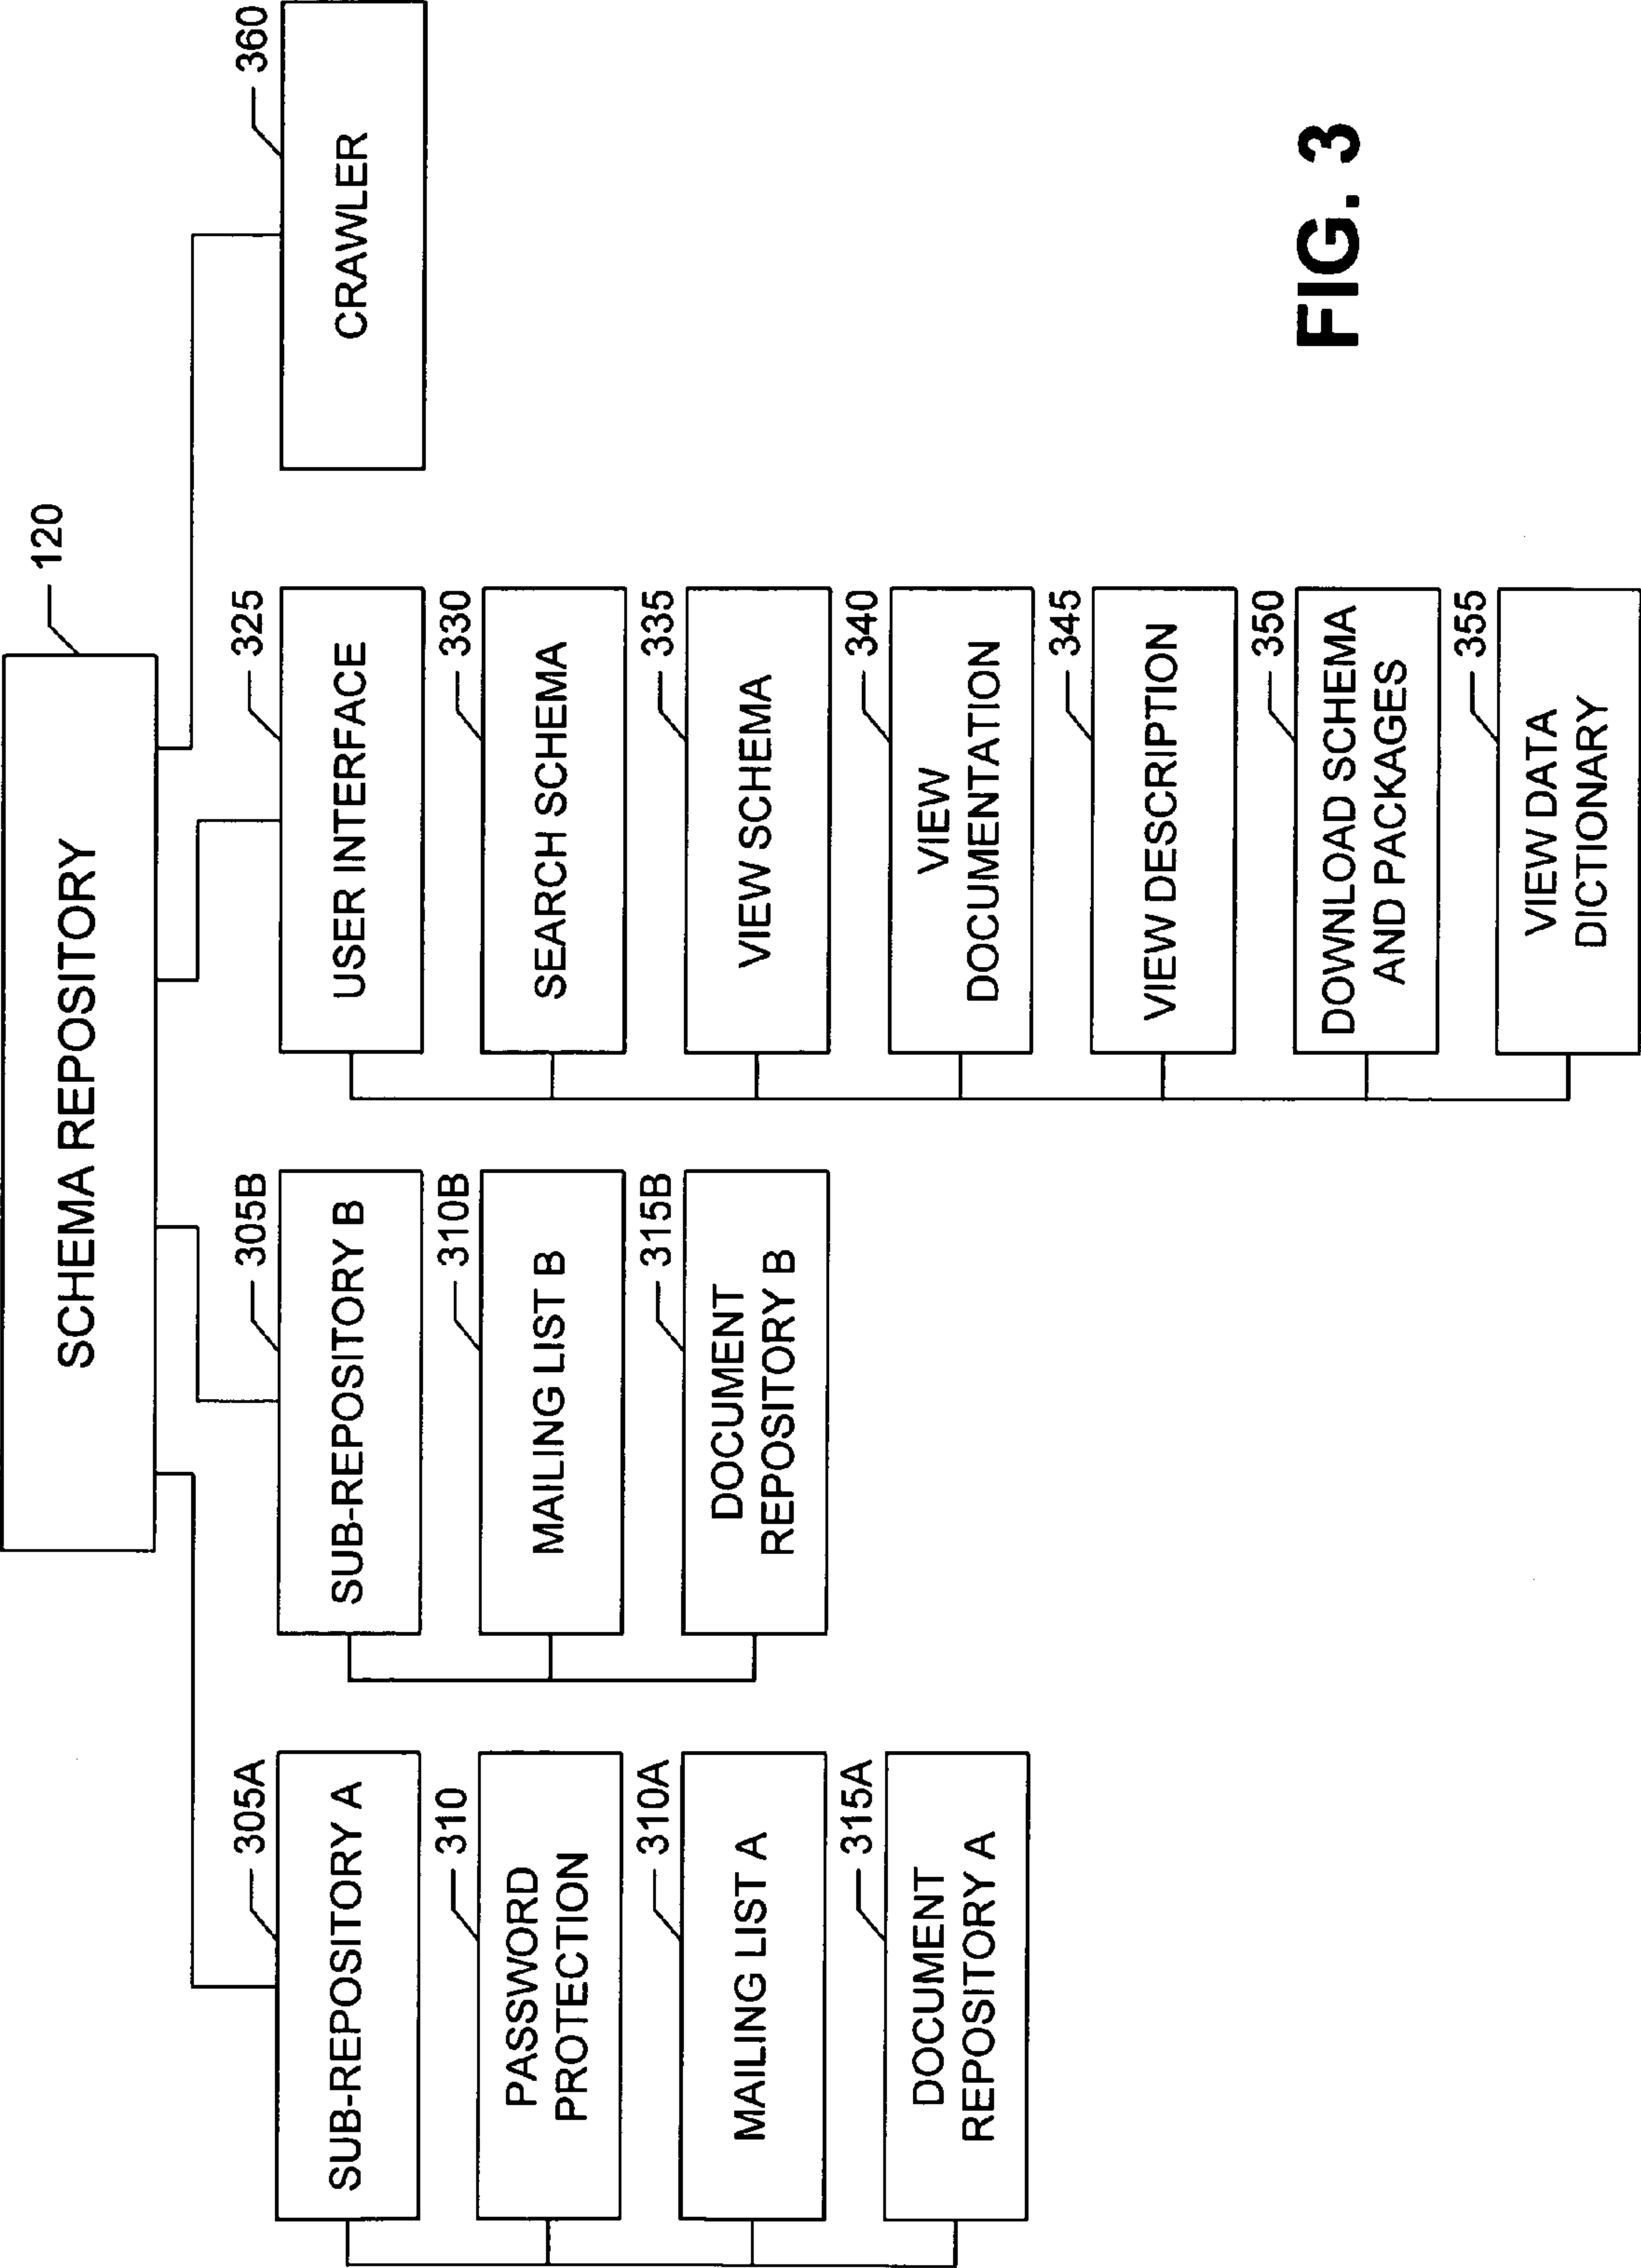 SCHEMA REPOSITORY
120
305A
SUB-REPOSITORY A
310
PASSWORD
PROTECTION
310A
MAILING LIST A
315A
DOCUMENT
REPOSITORY A
305B
SUB-REPOSITORY B
310B
MAILING LIST B
315B
DOCUMENT
REPOSITORY B
325
USER INTERFACE
330
SEARCH SCHEMA
335
VIEW SCHEMA
340
VIEW
DOCUMENTATION
345
VIEW DESCRIPTION
350
DOWNLOAD SCHEMA
AND PACKAGES
355
VIEW DATA
DICTIONARY
360
CRAWLER
FIG. 3